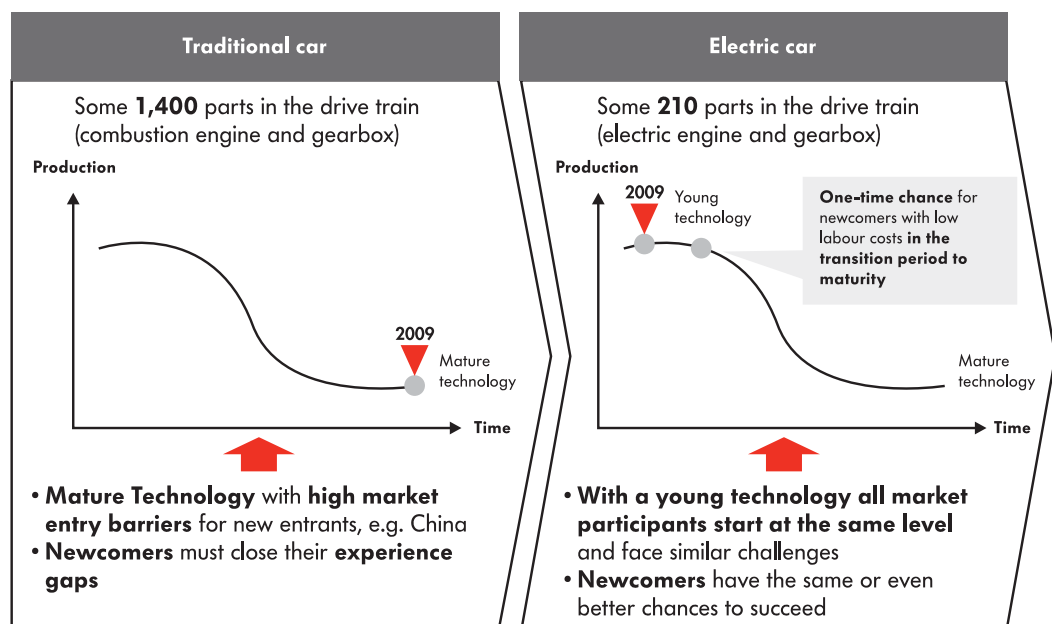 Traditional car
Some 1,400 parts in the drive train
(combustion engine and gearbox)
Production
2009
Mature
technology
Time
• Mature Technology with high market
entry barriers for new entrants, e.g. China
• Newcomers must close their experience
gaps
Electric car
Some 210 parts in the drive train
(electric engine and gearbox)
Production
2009
Young
technology
One-time chance for
newcomers with low
labour costs in the
transition period to
maturity
Mature
technology
Time
• With a young technology all market
participants start at the same level
and face similar challenges
• Newcomers have the same or even
better chances to succeed